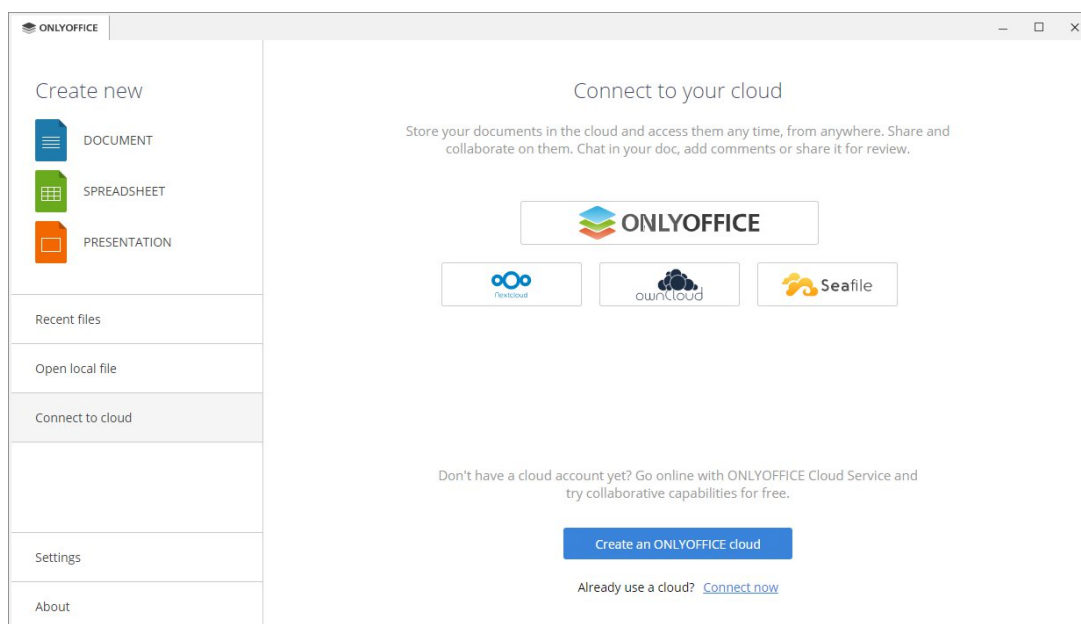 ONLYOFFICE
Create new
DOCUMENT
SPREADSHEET
PRESENTATION
Recent files
Open local file
Connect to cloud
Settings
About
Connect to your cloud
Store your documents in the cloud and access them any time, from anywhere. Share and
collaborate on them. Chat in your doc, add comments or share it for review.
ONLYOFFICE
Nextcloud
ownCloud
Seafile
Don't have a cloud account yet? Go online with ONLYOFFICE Cloud Service and
try collaborative capabilities for free.
Create an ONLYOFFICE cloud
Already use a cloud? Connect now